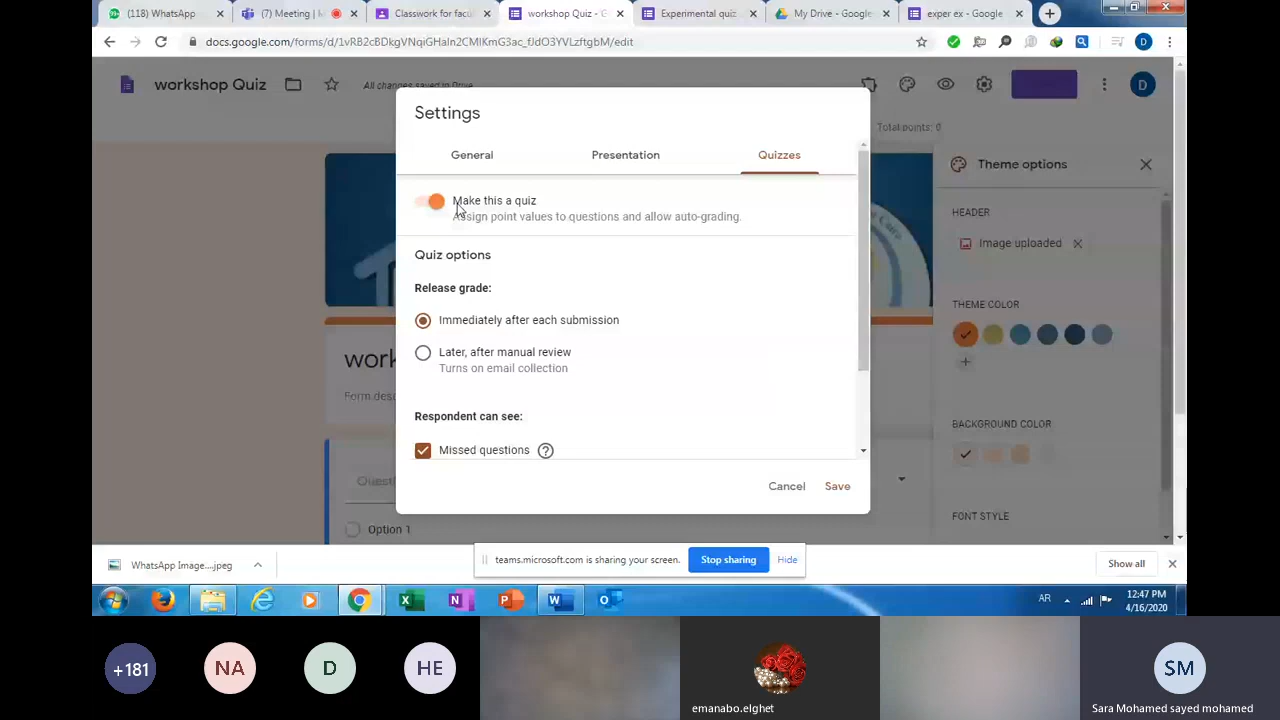 (118) WhatsApp
(7) Meeting | M
Classwork for fac
workshop Quiz - G
Experimental quiz
My Drive - Google
exper ex - Google
docs.google.com/forms/d/
/edit
workshop Quiz
All changes saved in Drive
D
Total points: 0
Settings
General
Presentation
Quizzes
Make this a quiz
Assign point values to questions and allow auto-grading.
Quiz options
Release grade:
Immediately after each submission
Later, after manual review
Turns on email collection
Respondent can see:
Missed questions
Cancel
Save
work
Form des
Quest
Option 1
Theme options
HEADER
Image uploaded
THEME COLOR
BACKGROUND COLOR
FONT STYLE
teams.microsoft.com is sharing your screen.
Stop sharing
Hide
WhatsApp Image....jpeg
Show all
AR
12:47 PM
4/16/2020
+181
NA
D
HE
emanabo.elghet
SM
Sara Mohamed sayed mohamed